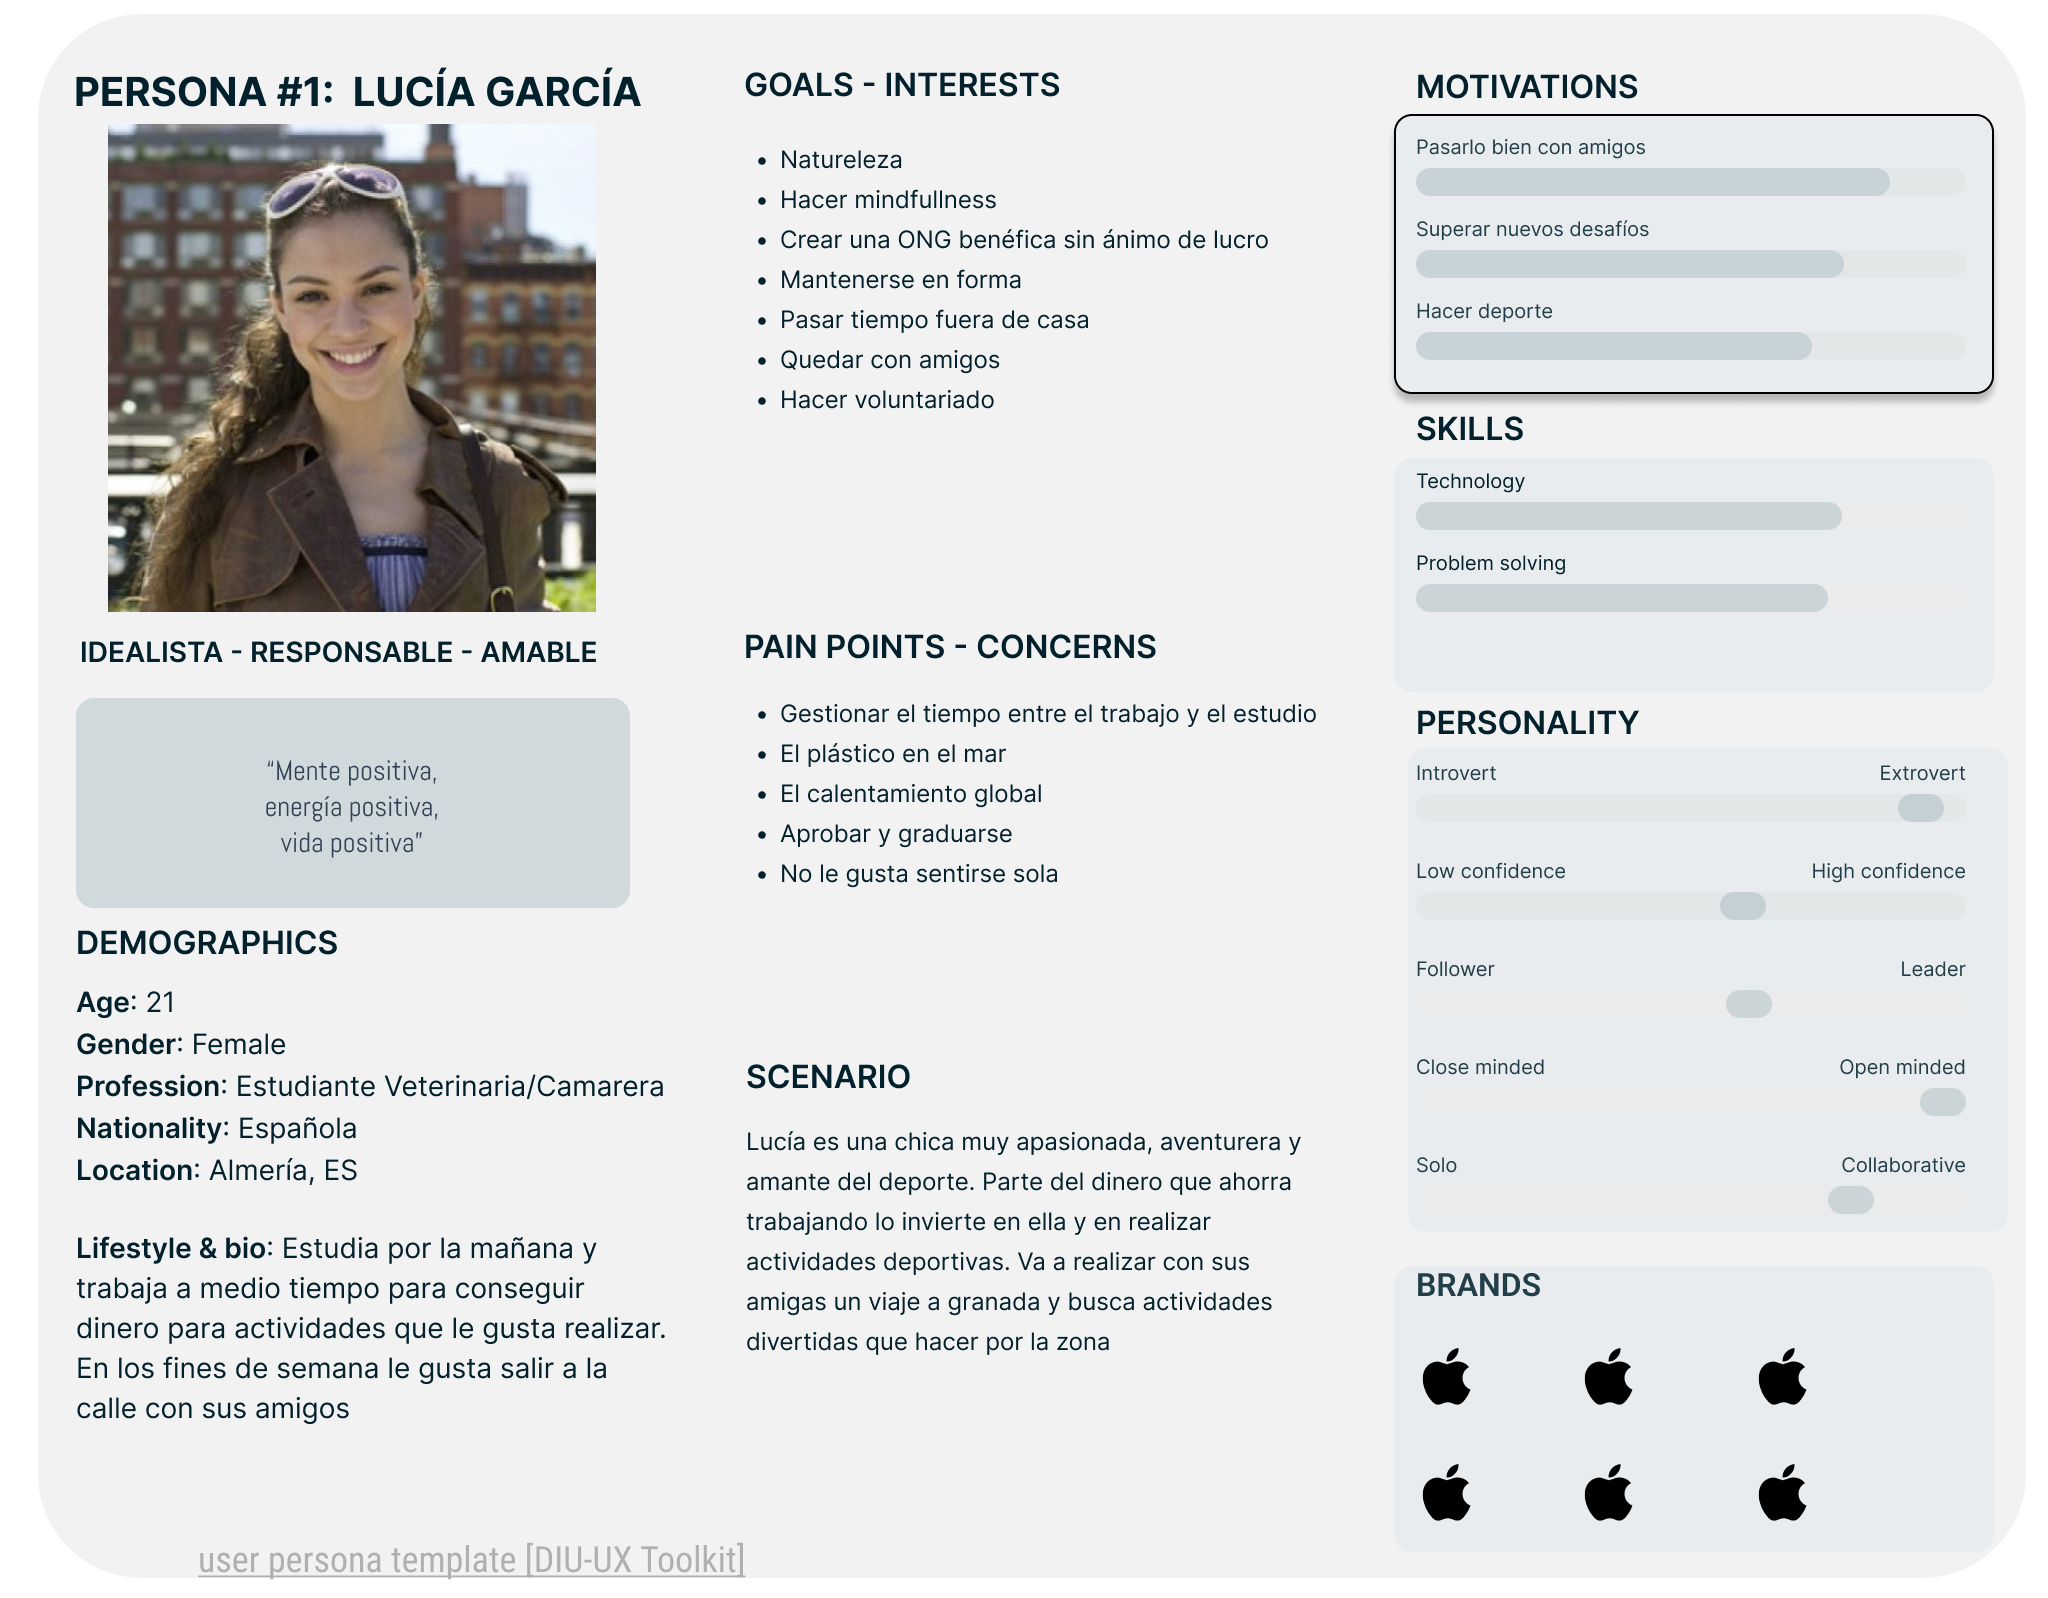 PERSONA #1: LUCÍA GARCÍA
IDEALISTA - RESPONSABLE - AMABLE
“Mente positiva,
energía positiva,
vida positiva”
DEMOGRAPHICS
Age: 21
Gender: Female
Profession: Estudiante Veterinaria/Camarera
Nationality: Española
Location: Almería, ES
Lifestyle & bio: Estudia por la mañana y
trabaja a medio tiempo para conseguir
dinero para actividades que le gusta realizar.
En los fines de semana le gusta salir a la
calle con sus amigos
user persona template [DIU-UX Toolkit]
GOALS - INTERESTS
• Natureleza
• Hacer mindfullness
• Crear una ONG benéfica sin ánimo de lucro
• Mantenerse en forma
• Pasar tiempo fuera de casa
• Quedar con amigos
• Hacer voluntariado
PAIN POINTS - CONCERNS
• Gestionar el tiempo entre el trabajo y el estudio
• El plástico en el mar
• El calentamiento global
• Aprobar y graduarse
• No le gusta sentirse sola
SCENARIO
Lucía es una chica muy apasionada, aventurera y
amante del deporte. Parte del dinero que ahorra
trabajando lo invierte en ella y en realizar
actividades deportivas. Va a realizar con sus
amigas un viaje a granada y busca actividades
divertidas que hacer por la zona
MOTIVATIONS
Pasarlo bien con amigos
Superar nuevos desafíos
Hacer deporte
SKILLS
Technology
Problem solving
PERSONALITY
Introvert Extrovert
Low confidence High confidence
Follower Leader
Close minded Open minded
Solo Collaborative
BRANDS